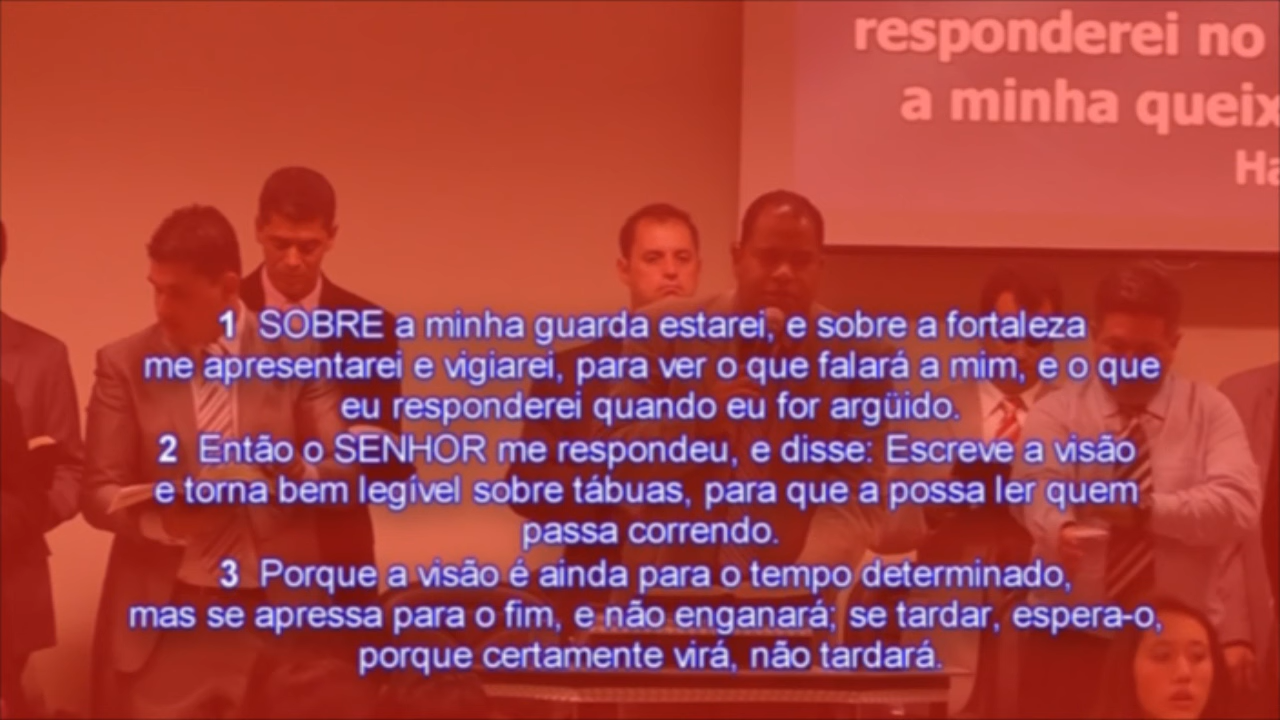 responderei no
a minha queix
Ha
1 SOBRE a minha guarda estarei, e sobre a fortaleza
me apresentarei e vigiarei, para ver o que falará a mim, e o que
eu responderei quando eu for argüido.
2 Então o SENHOR me respondeu, e disse: Escreve a visão
e torna bem legível sobre tábuas, para que a possa ler quem
passa correndo.
3 Porque a visão é ainda para o tempo determinado,
mas se apressa para o fim, e não enganará; se tardar, espera-o,
porque certamente virá, não tardará.